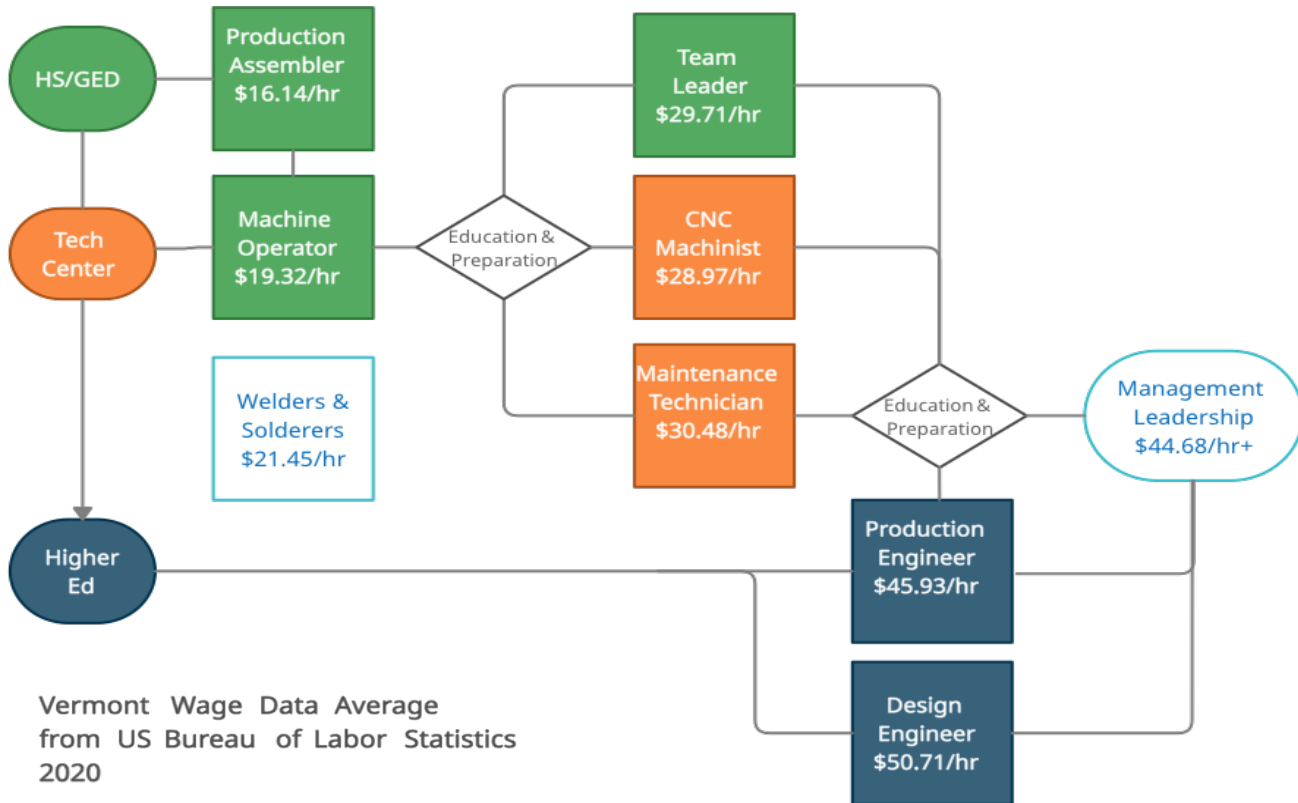 HS/GED
Production
Assembler
$16.14/hr
Team
Leader
$29.71/hr
Tech
Center
Machine
Operator
$19.32/hr
Education &
Preparation
CNC
Machinist
$28.97/hr
Welders &
Solderers
$21.45/hr
Maintenance
Technician
$30.48/hr
Education &
Preparation
Management
Leadership
$44.68/hr+
Higher
Ed
Production
Engineer
$45.93/hr
Design
Engineer
$50.71/hr
Vermont Wage Data Average
from US Bureau of Labor Statistics
2020